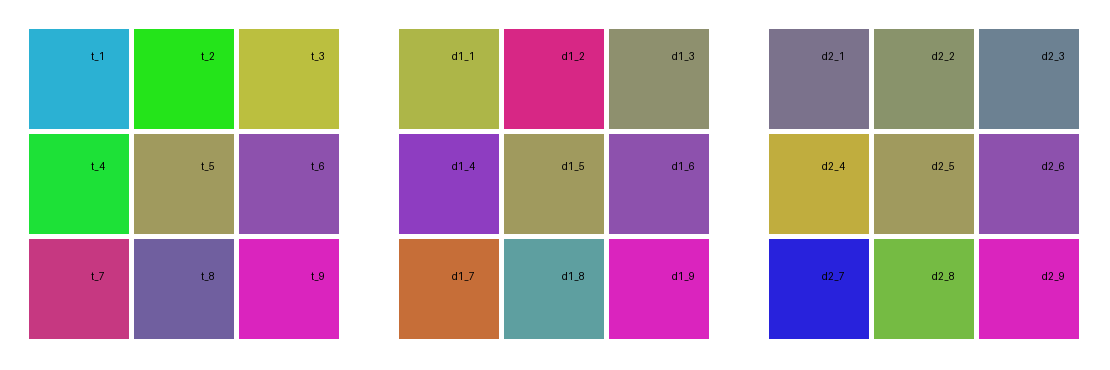 t_1 t_2 t_3 d1_1 d1_2 d1_3 d2_1 d2_2 d2_3
t_4 t_5 t_6 d1_4 d1_5 d1_6 d2_4 d2_5 d2_6
t_7 t_8 t_9 d1_7 d1_8 d1_9 d2_7 d2_8 d2_9